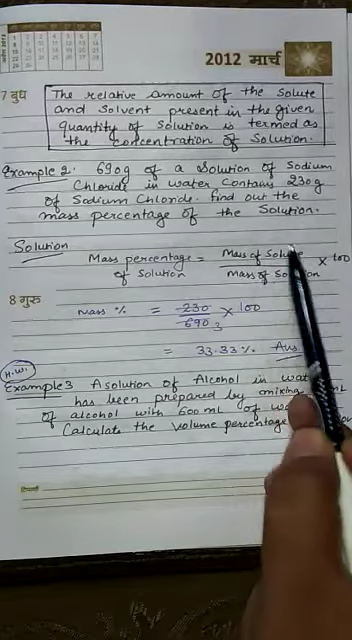 2012 मार्च
7 बुध
The relative amount of the solute
and Solvent present in the given
quantity of Solution is termed as
the concentration of Solution.
Example 2. 690g of a Solution of Sodium
Chloride in water Contains 230g
of Sodium Chloride. find out the
mass percentage of the Solution.
Solution
Mass percentage of Solution = Mass of Solute / Mass of Solution × 100
8 गुरु
Mass % = 230 / 690 3 × 100
= 33.33% Ans
H.W.
Example 3 A solution of Alcohol in
has been prepared by mixing mL
of alcohol with 600 mL of
Calculate the volume percentage
टिप्पणी